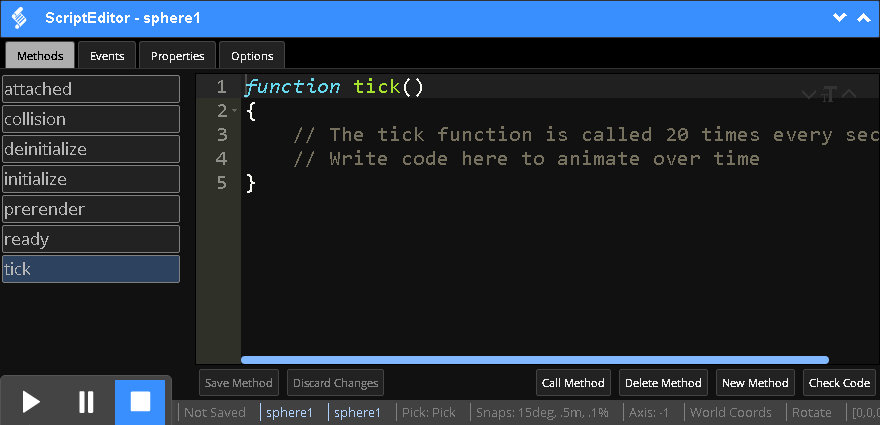 ScriptEditor - sphere1
Methods Events Properties Options
attached
collision
deinitialize
initialize
prerender
ready
tick
1 function tick()
2 {
3 // The tick function is called 20 times every sec
4 // Write code here to animate over time
5 }
Save Method Discard Changes Call Method Delete Method New Method Check Code
Not Saved sphere1 sphere1 Pick: Pick Snaps: 15deg, .5m, .1% Axis: -1 World Coords Rotate [0,0,0